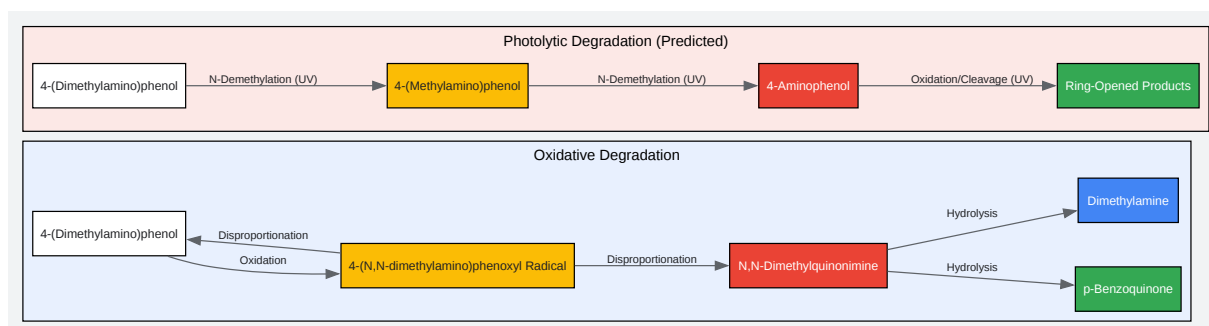 Photolytic Degradation (Predicted)
4-(Dimethylamino)phenol
N-Demethylation (UV)
4-(Methylamino)phenol
N-Demethylation (UV)
4-Aminophenol
Oxidation/Cleavage (UV)
Ring-Opened Products
Oxidative Degradation
4-(Dimethylamino)phenol
Disproportionation
Oxidation
4-(N,N-dimethylamino)phenoxyl Radical
Disproportionation
N,N-Dimethylquinonimine
Hydrolysis
Dimethylamine
Hydrolysis
p-Benzoquinone